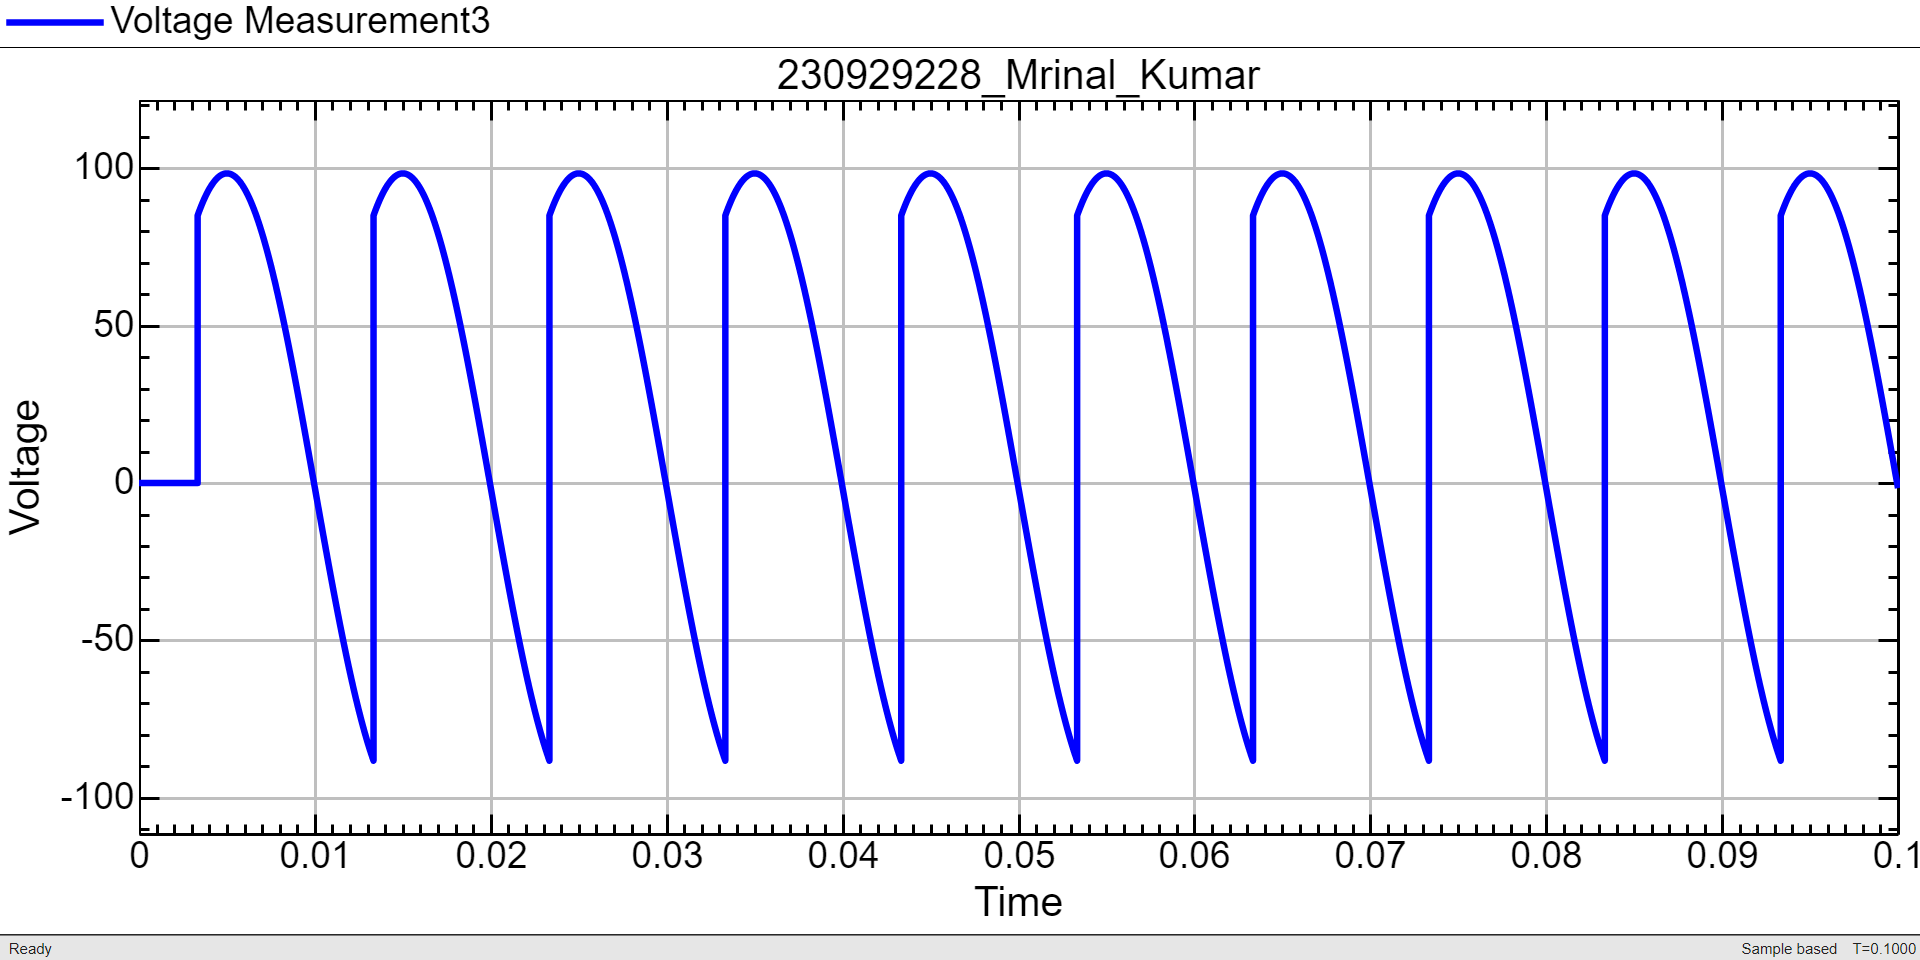 Voltage Measurement3
230929228_Mrinal_Kumar
100
50
0
-50
-100
Voltage
0 0.01 0.02 0.03 0.04 0.05 0.06 0.07 0.08 0.09 0.1
Time
Ready Sample based T=0.1000